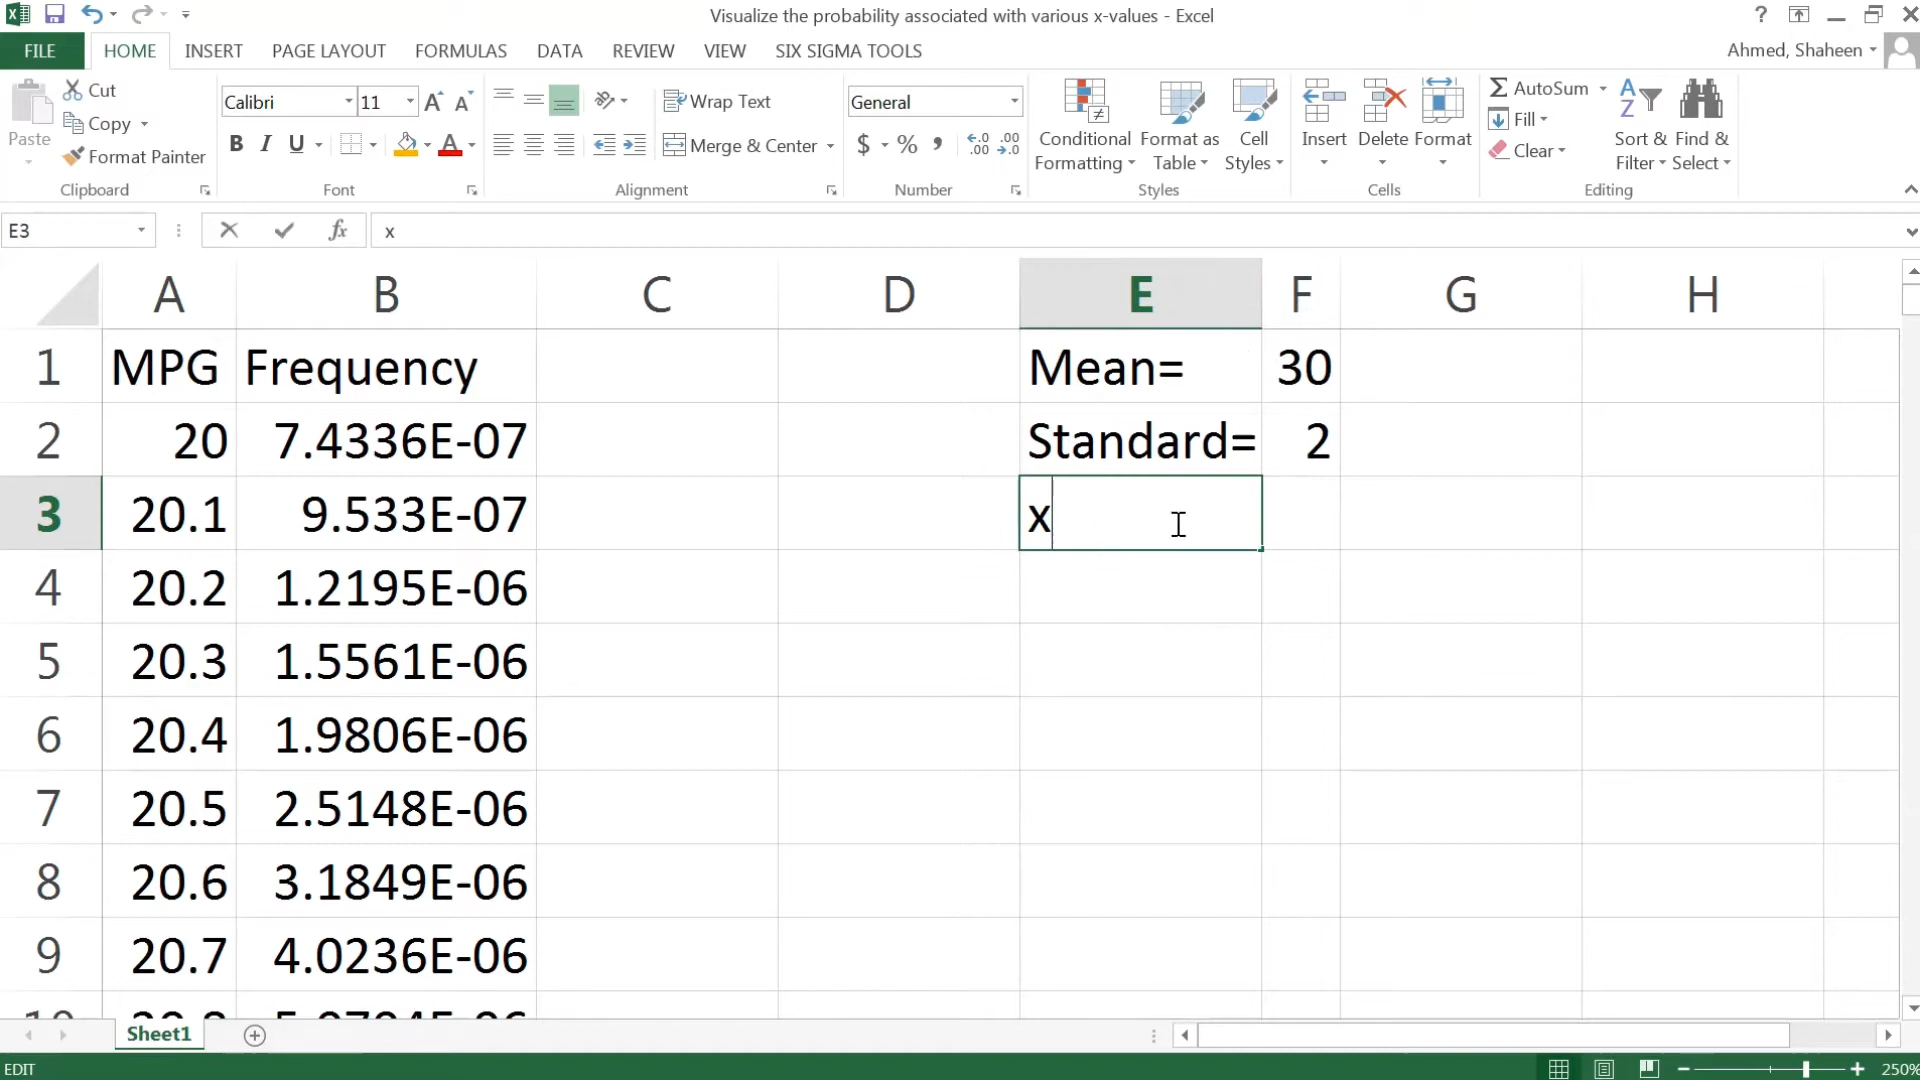 Visualize the probability associated with various x-values - Excel
?
FILE HOME INSERT PAGE LAYOUT FORMULAS DATA REVIEW VIEW SIX SIGMA TOOLS Ahmed, Shaheen
Paste
Cut
Copy
Format Painter
Clipboard
Calibri 11
B I U
Font
Wrap Text
Merge & Center
Alignment
General
$ % , .0 .00 .00 .0
Number
Conditional Formatting
Format as Table
Cell Styles
Styles
Insert Delete Format
Cells
AutoSum
Fill
Clear
Sort & Filter
Find & Select
Editing
E3 fx x
A B C D E F G H
1 MPG Frequency Mean= 30
2 20 7.4336E-07 Standard= 2
3 20.1 9.533E-07 x
4 20.2 1.2195E-06
5 20.3 1.5561E-06
6 20.4 1.9806E-06
7 20.5 2.5148E-06
8 20.6 3.1849E-06
9 20.7 4.0236E-06
Sheet1
EDIT 250%